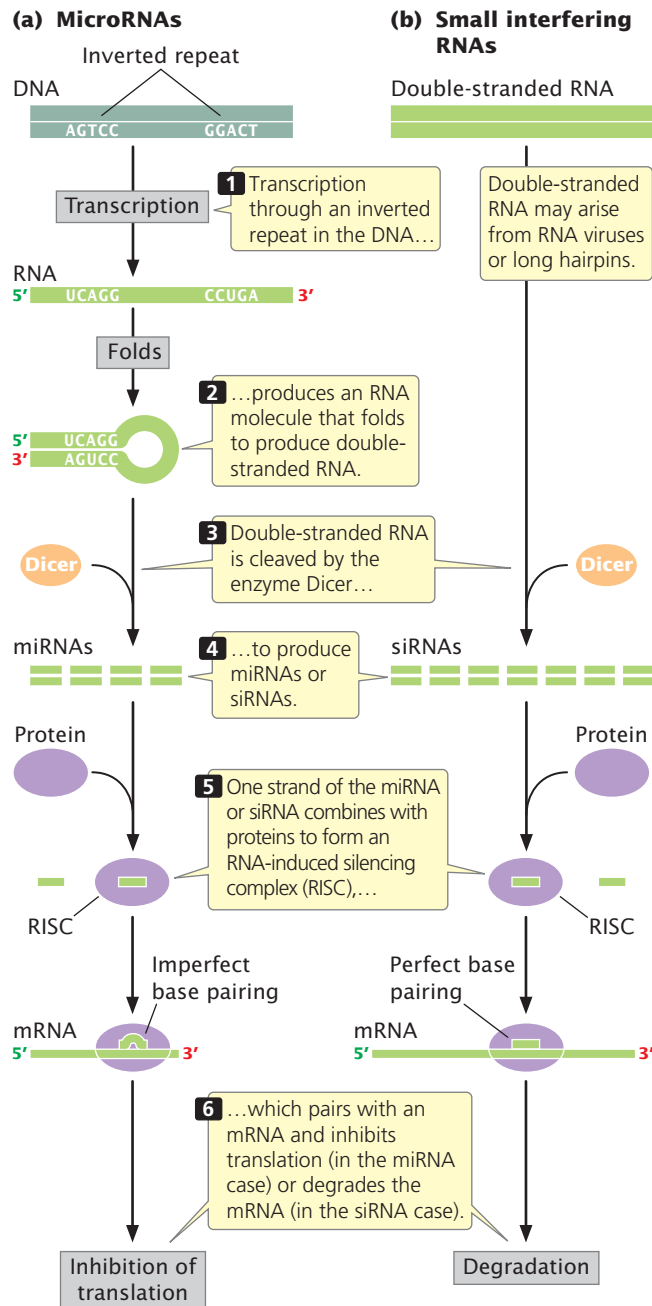 (a) MicroRNAs
Inverted repeat
DNA
AGTCC GGACT
Transcription
1 Transcription
through an inverted
repeat in the DNA…
RNA
5′ UCAGG CCUGA 3′
Folds
2 …produces an RNA
molecule that folds
to produce double-
stranded RNA.
5′ UCAGG
3′ AGUCC
3 Double-stranded RNA
is cleaved by the
enzyme Dicer…
Dicer
miRNAs
4 …to produce
miRNAs or
siRNAs.
Protein
5 One strand of the miRNA
or siRNA combines with
proteins to form an
RNA-induced silencing
complex (RISC),…
RISC
Imperfect
base pairing
mRNA
5′ 3′
6 …which pairs with an
mRNA and inhibits
translation (in the miRNA
case) or degrades the
mRNA (in the siRNA case).
Inhibition of
translation
(b) Small interfering
RNAs
Double-stranded RNA
Double-stranded
RNA may arise
from RNA viruses
or long hairpins.
Dicer
siRNAs
Protein
RISC
Perfect base
pairing
mRNA
5′ 3′
Degradation